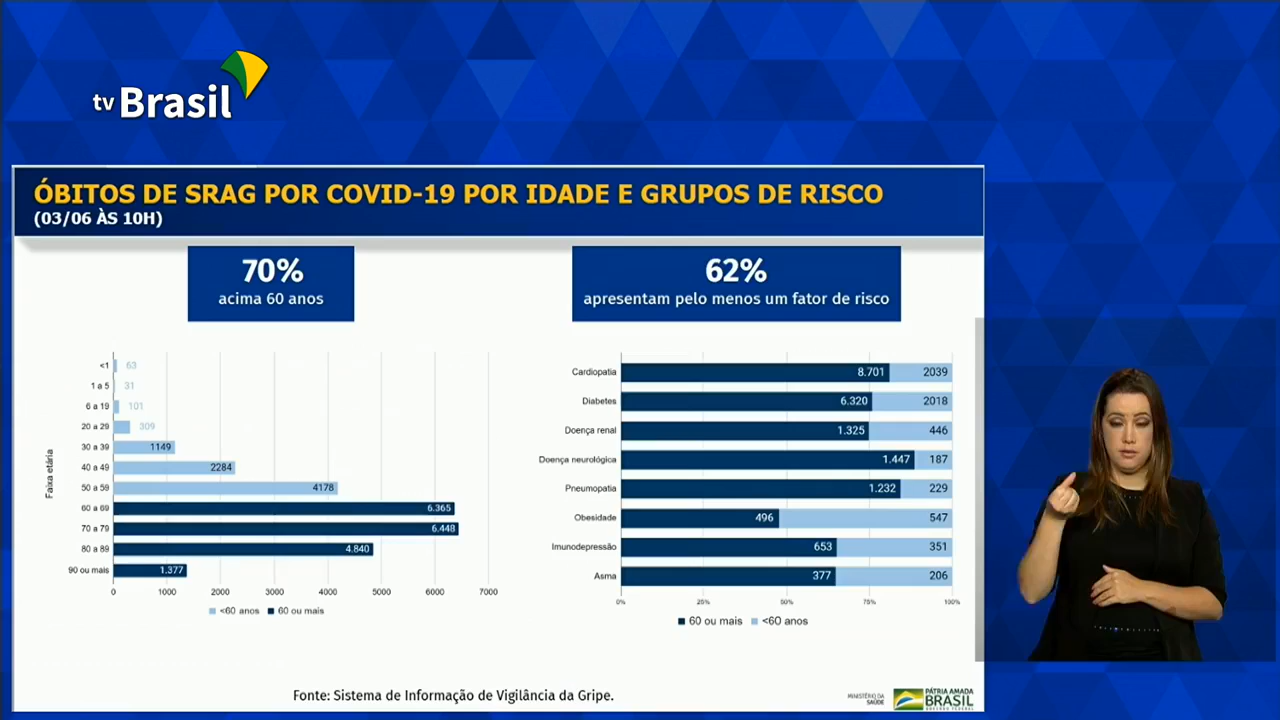 tv Brasil
ÓBITOS DE SRAG POR COVID-19 POR IDADE E GRUPOS DE RISCO
(03/06 ÀS 10H)
70%
acima 60 anos
62%
apresentam pelo menos um fator de risco
Faixa etária
<1 63
1 a 5 31
6 a 19 101
20 a 29 309
30 a 39 1149
40 a 49 2284
50 a 59 4178
60 a 69 6.365
70 a 79 6.448
80 a 89 4.840
90 ou mais 1.377
0 1000 2000 3000 4000 5000 6000 7000
<60 anos 60 ou mais
Cardiopatia 8.701 2039
Diabetes 6.320 2018
Doença renal 1.325 446
Doença neurológica 1.447 187
Pneumopatia 1.232 229
Obesidade 496 547
Imunodepressão 653 351
Asma 377 206
0% 25% 50% 75% 100%
60 ou mais <60 anos
Fonte: Sistema de Informação de Vigilância da Gripe.
MINISTÉRIO DA
SAÚDE
PÁTRIA AMADA
BRASIL
GOVERNO FEDERAL